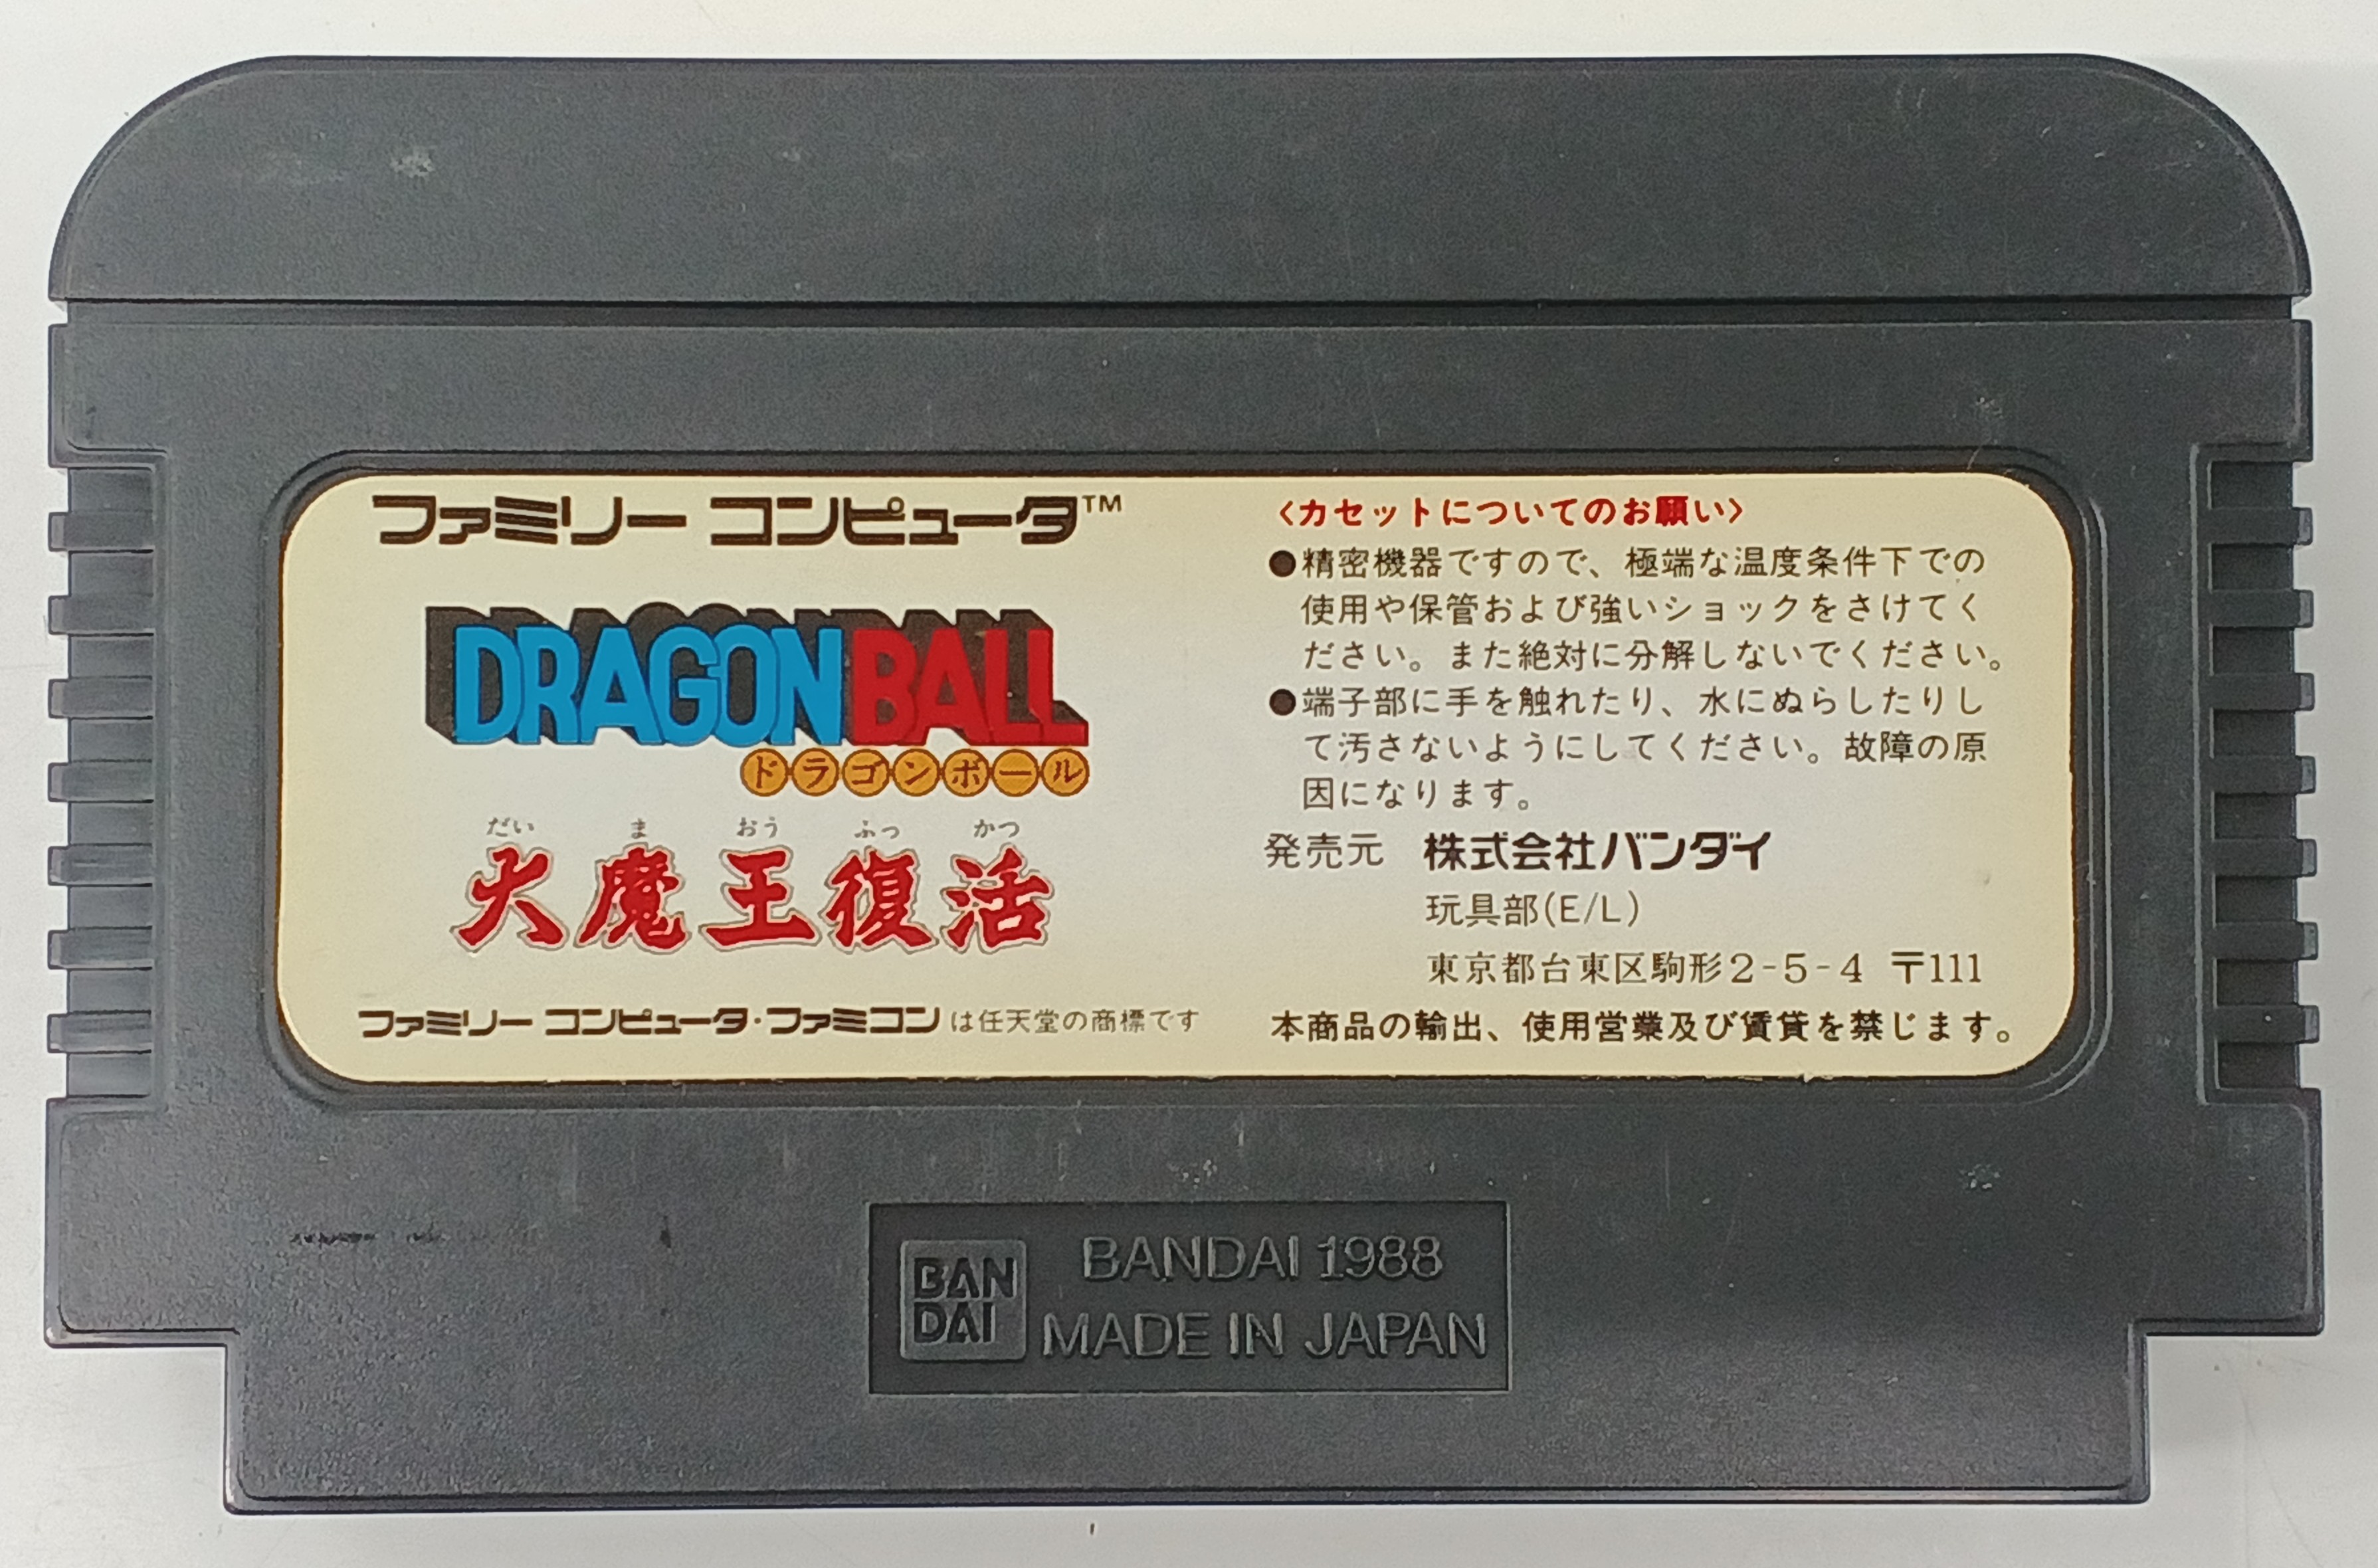 ファミリー コンピュータ™
DRAGON BALL
ドラゴンボール
だい ま おう ふっ かつ
大魔王復活
ファミリー コンピュータ・ファミコンは任天堂の商標です
〈カセットについてのお願い〉
●精密機器ですので、極端な温度条件下での
使用や保管および強いショックをさけてく
ださい。また絶対に分解しないでください。
●端子部に手を触れたり、水にぬらしたりし
て汚さないようにしてください。故障の原
因になります。
発売元 株式会社バンダイ
玩具部(E/L)
東京都台東区駒形2-5-4 〒111
本商品の輸出、使用営業及び賃貸を禁じます。
BAN
DAI
BANDAI 1988
MADE IN JAPAN